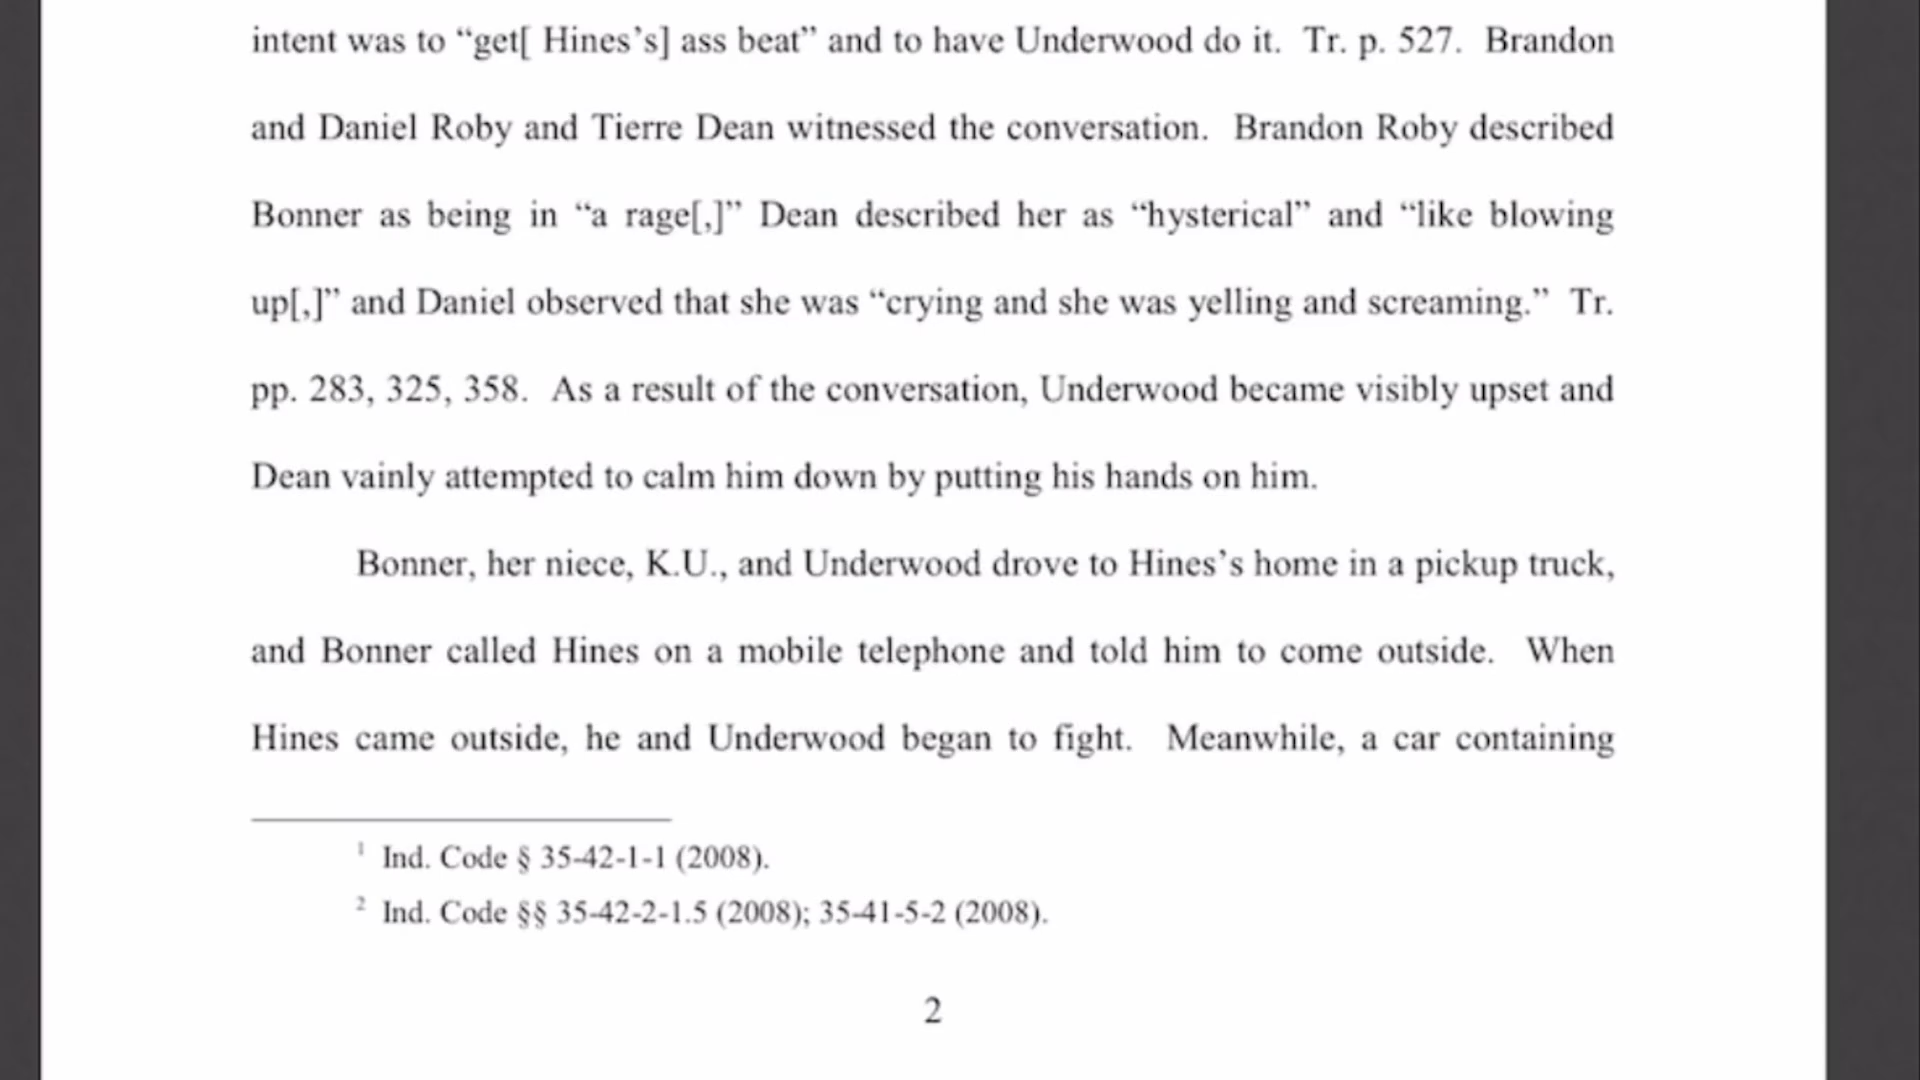 intent was to “get[ Hines’s] ass beat” and to have Underwood do it. Tr. p. 527. Brandon
and Daniel Roby and Tierre Dean witnessed the conversation. Brandon Roby described
Bonner as being in “a rage[,]” Dean described her as “hysterical” and “like blowing
up[,]” and Daniel observed that she was “crying and she was yelling and screaming.” Tr.
pp. 283, 325, 358. As a result of the conversation, Underwood became visibly upset and
Dean vainly attempted to calm him down by putting his hands on him.
Bonner, her niece, K.U., and Underwood drove to Hines’s home in a pickup truck,
and Bonner called Hines on a mobile telephone and told him to come outside. When
Hines came outside, he and Underwood began to fight. Meanwhile, a car containing
1 Ind. Code § 35-42-1-1 (2008).
2 Ind. Code §§ 35-42-2-1.5 (2008); 35-41-5-2 (2008).
2